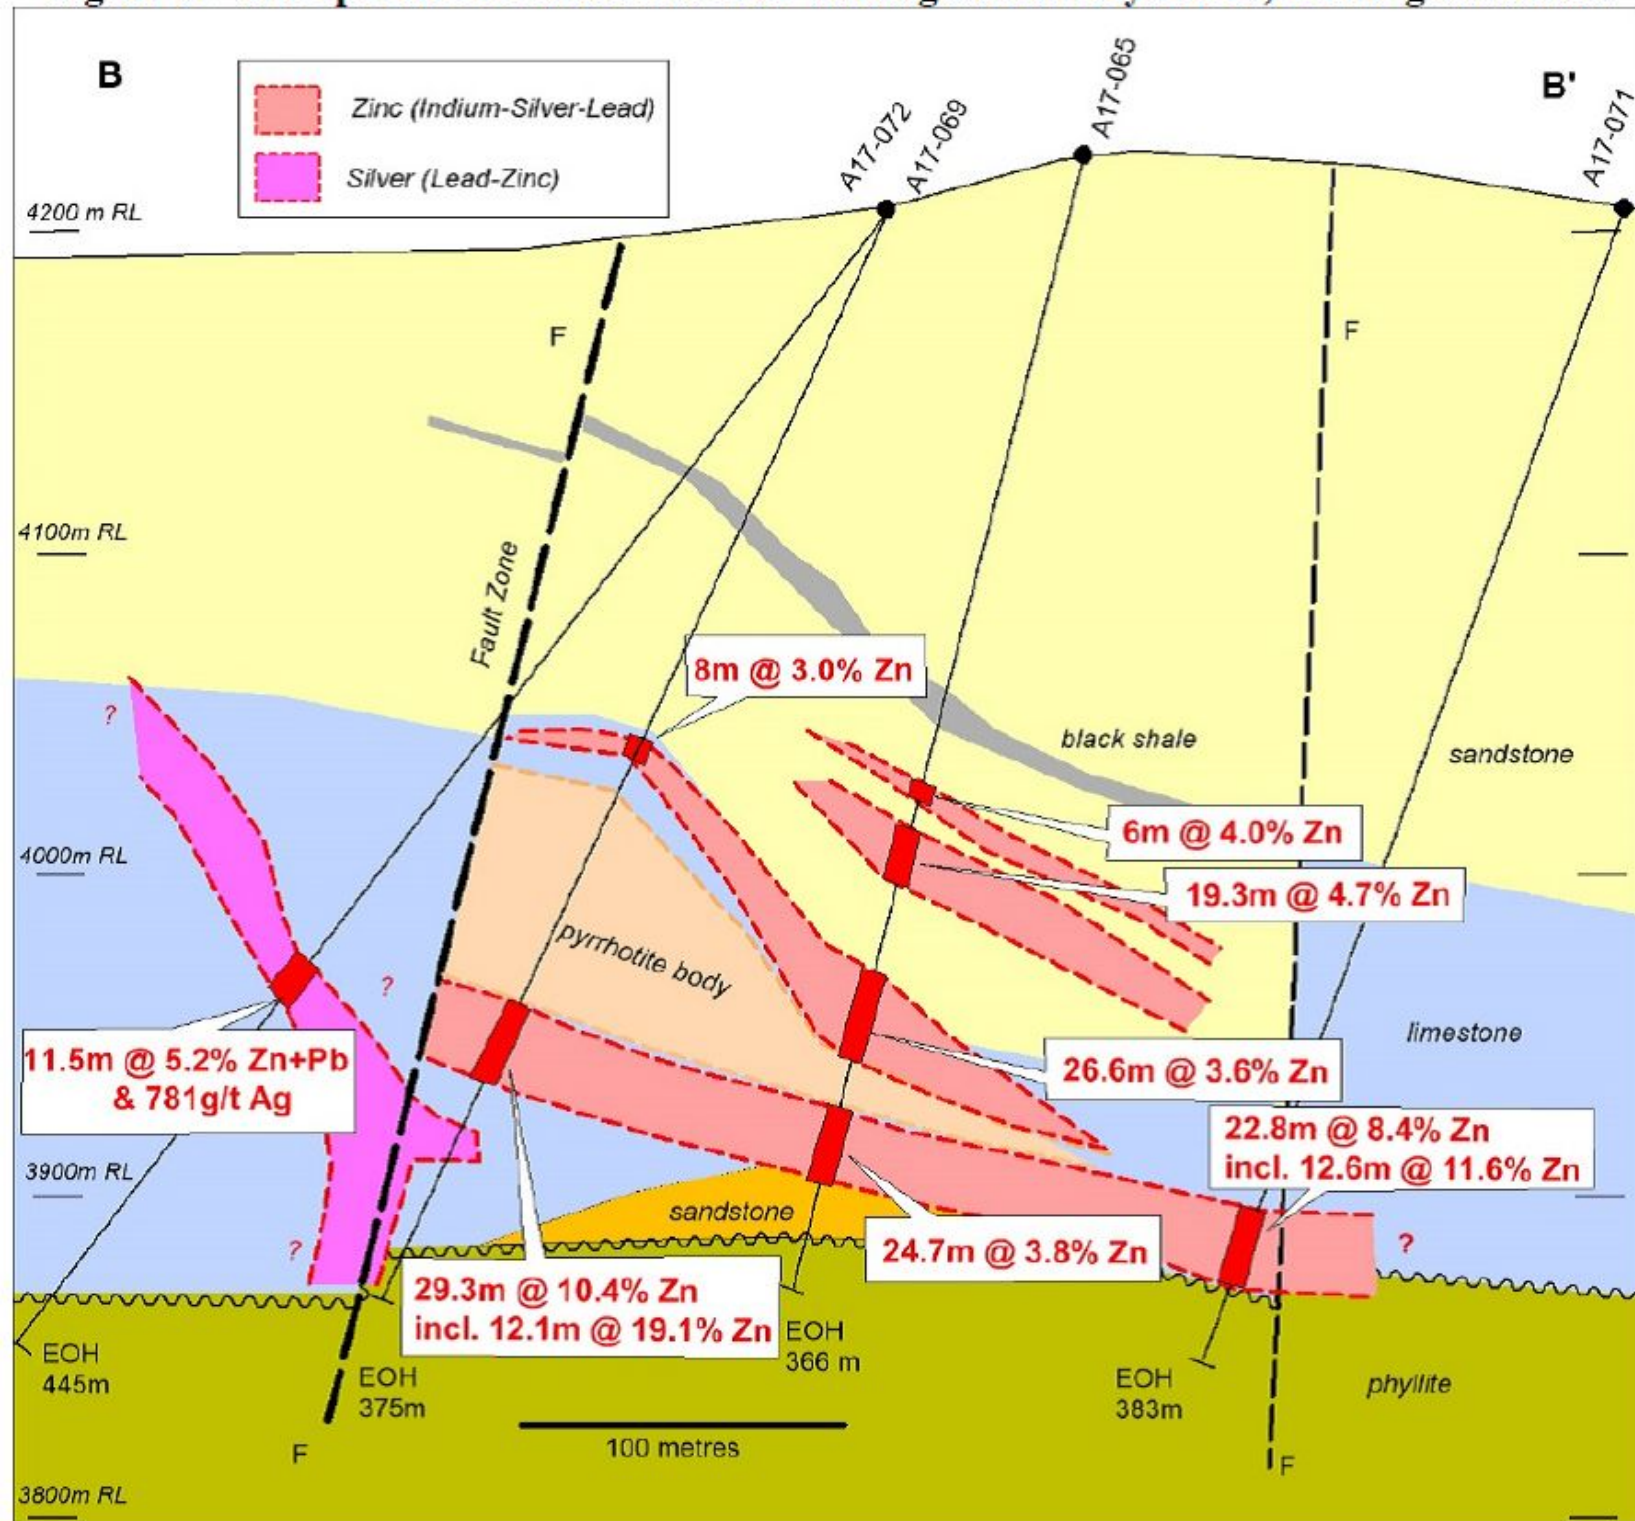 B
B'
Zinc (Indium-Silver-Lead)
Silver (Lead-Zinc)
A17-072
A17-069
A17-065
A17-071
4200 m RL
F
F
4100m RL
Fault Zone
8m @ 3.0% Zn
?
black shale
sandstone
6m @ 4.0% Zn
4000m RL
19.3m @ 4.7% Zn
pyrrhotite body
?
limestone
11.5m @ 5.2% Zn+Pb
& 781g/t Ag
26.6m @ 3.6% Zn
22.8m @ 8.4% Zn
incl. 12.6m @ 11.6% Zn
3900m RL
sandstone
24.7m @ 3.8% Zn
?
?
29.3m @ 10.4% Zn
incl. 12.1m @ 19.1% Zn
EOH
445m
EOH
375m
EOH
366 m
EOH
383m
phyllite
100 metres
F
F
3800m RL